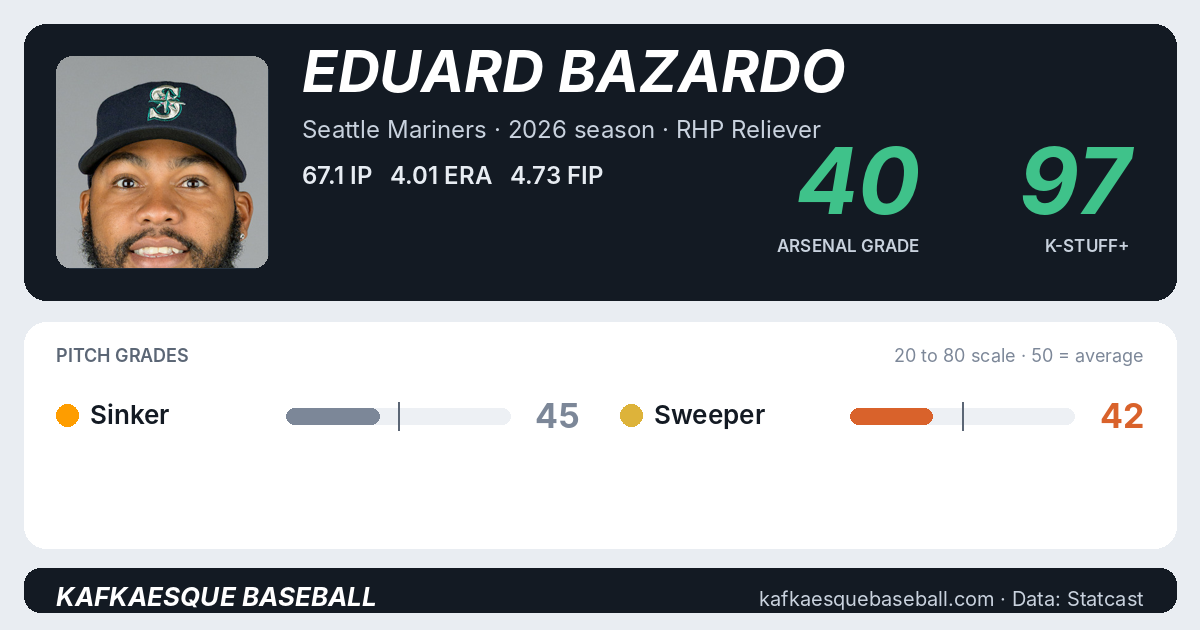 EDUARD BAZARDO
Seattle Mariners · 2026 season · RHP Reliever
67.1 IP 4.01 ERA 4.73 FIP
40 97
ARSENAL GRADE K-STUFF+
PITCH GRADES 20 to 80 scale · 50 = average
Sinker 45 Sweeper 42
KAFKAESQUE BASEBALL kafkaesquebaseball.com · Data: Statcast